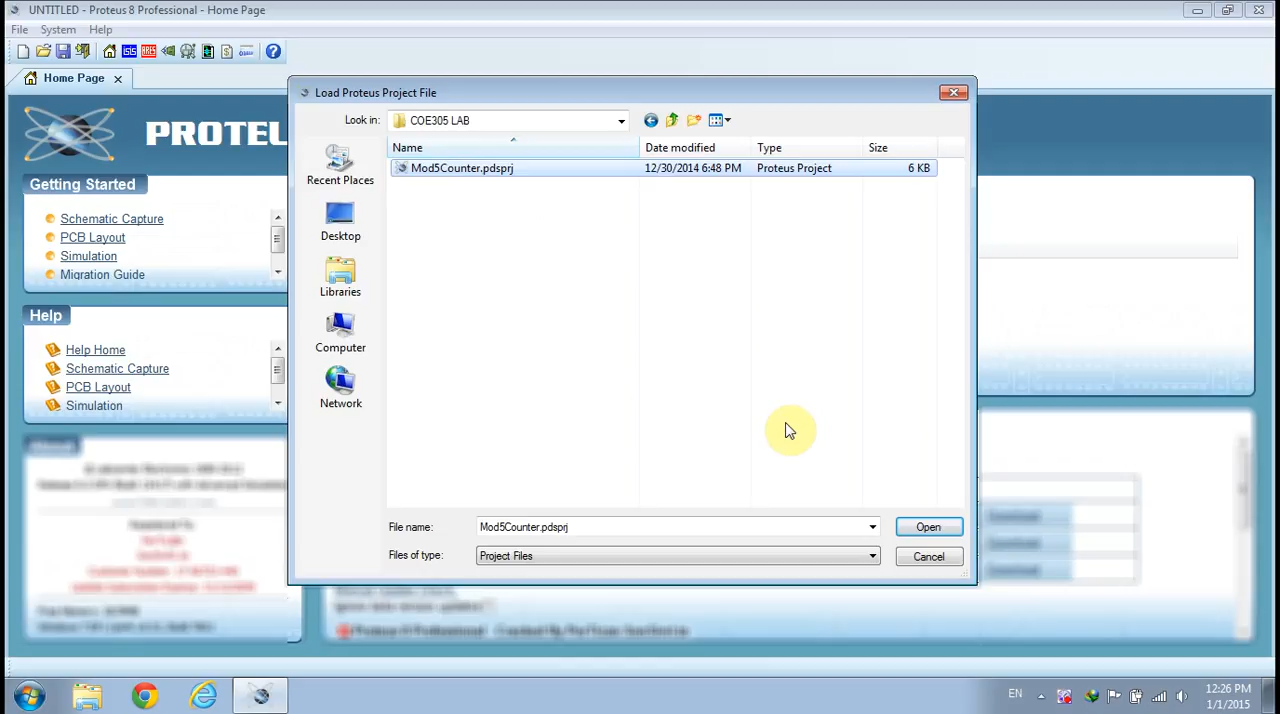 UNTITLED - Proteus 8 Professional - Home Page
File System Help
Home Page
Load Proteus Project File
Look in: COE305 LAB
PROTEU
Name Date modified Type Size
Mod5Counter.pdsprj 12/30/2014 6:48 PM Proteus Project 6 KB
Recent Places
Desktop
Libraries
Computer
Network
Getting Started
Schematic Capture
PCB Layout
Simulation
Migration Guide
Help
Help Home
Schematic Capture
PCB Layout
Simulation
File name: Mod5Counter.pdsprj Open
Files of type: Project Files Cancel
EN
12:26 PM
1/1/2015